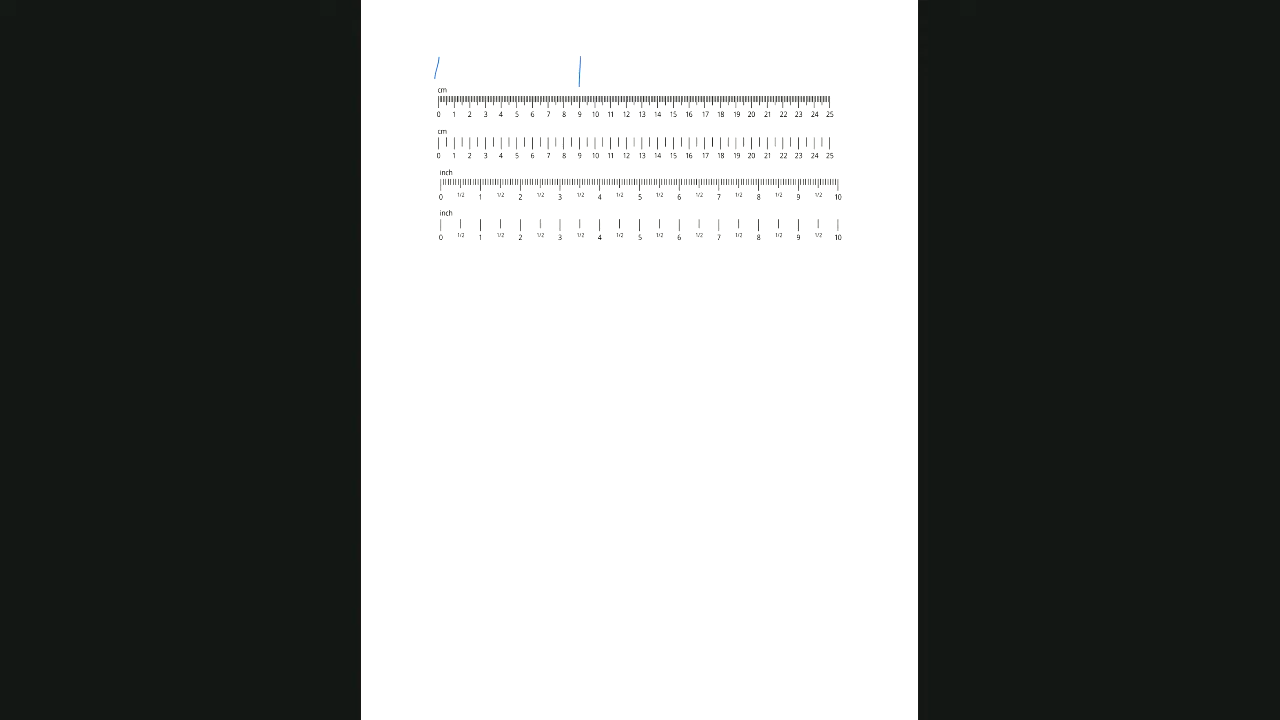 cm
0 1 2 3 4 5 6 7 8 9 10 11 12 13 14 15 16 17 18 19 20 21 22 23 24 25
cm
0 1 2 3 4 5 6 7 8 9 10 11 12 13 14 15 16 17 18 19 20 21 22 23 24 25
inch
0 1/2 1 1/2 2 1/2 3 1/2 4 1/2 5 1/2 6 1/2 7 1/2 8 1/2 9 1/2 10
inch
0 1/2 1 1/2 2 1/2 3 1/2 4 1/2 5 1/2 6 1/2 7 1/2 8 1/2 9 1/2 10